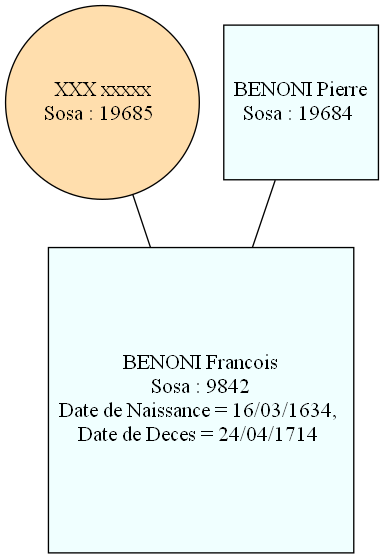 XXX xxxxx
Sosa : 19685
BENONI Pierre
Sosa : 19684
BENONI Francois
Sosa : 9842
Date de Naissance = 16/03/1634,
Date de Deces = 24/04/1714